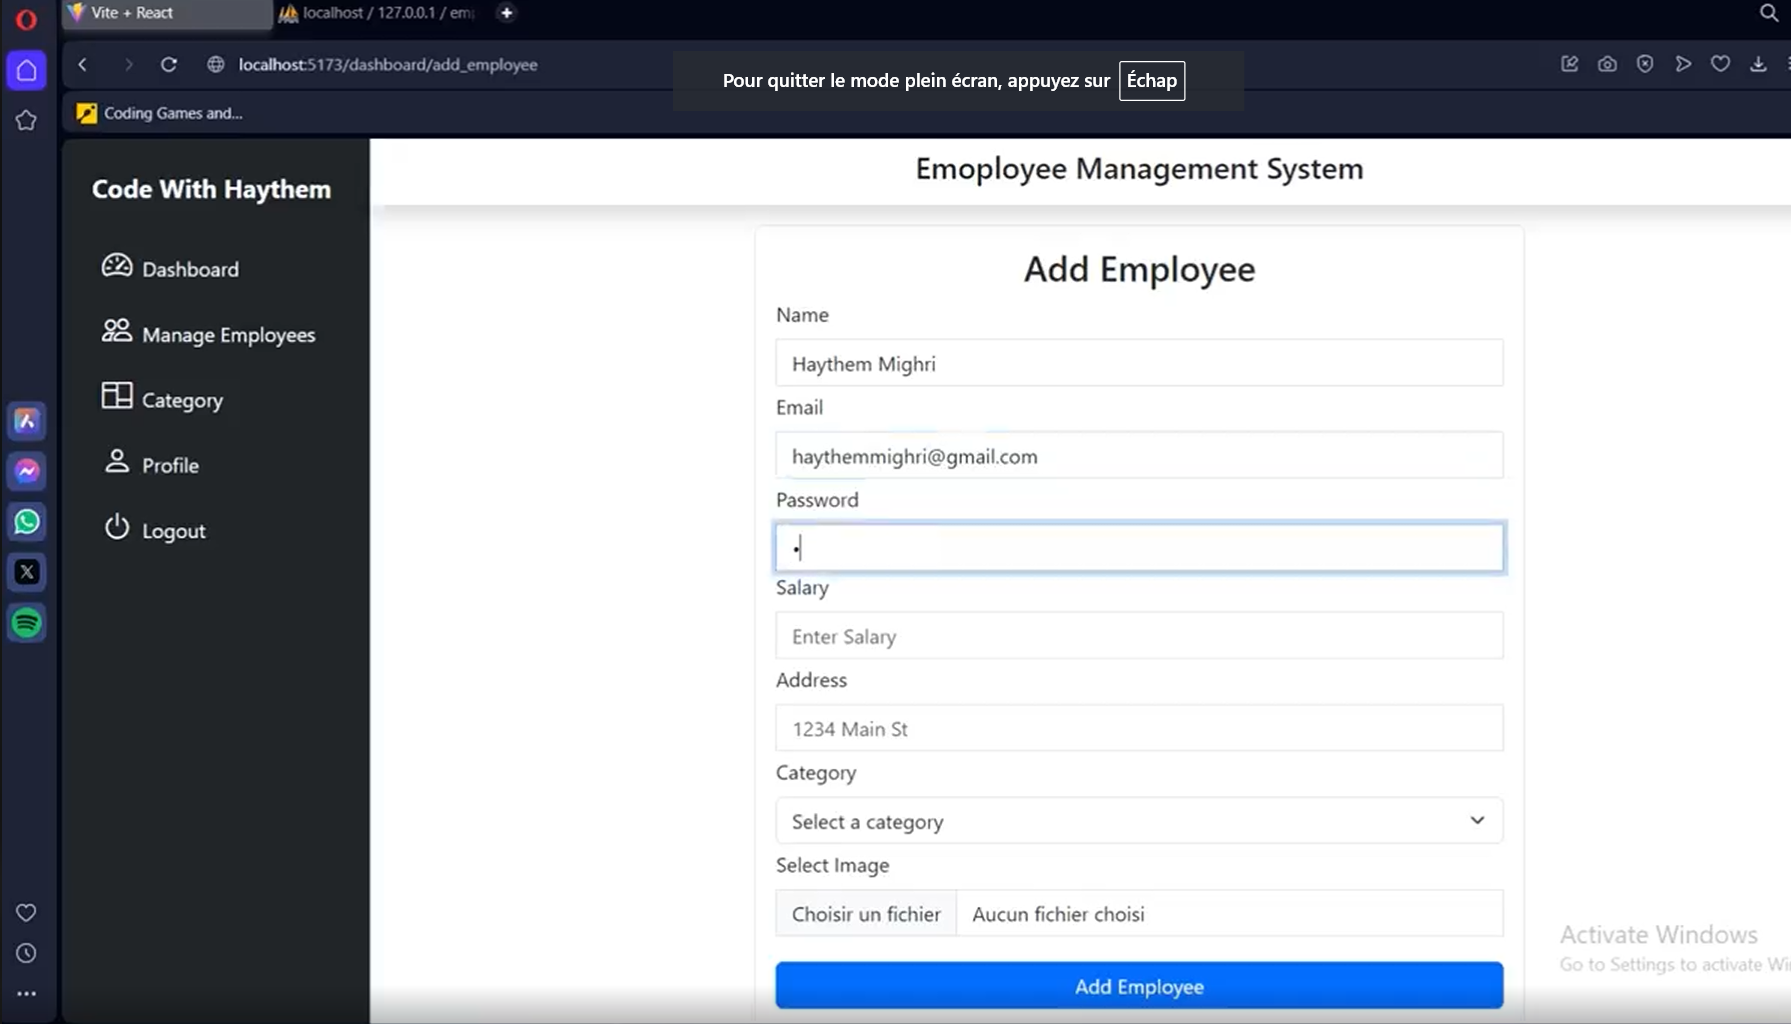 Vite + React
localhost / 127.0.0.1 / em
localhost:5173/dashboard/add_employee
Pour quitter le mode plein écran, appuyez sur Échap
Coding Games and...
Code With Haythem
Dashboard
Manage Employees
Category
Profile
Logout
Emoployee Management System
Add Employee
Name
Haythem Mighri
Email
haythemmighri@gmail.com
Password
•
Salary
Enter Salary
Address
1234 Main St
Category
Select a category
Select Image
Choisir un fichier Aucun fichier choisi
Add Employee
Activate Windows
Go to Settings to activate Wi